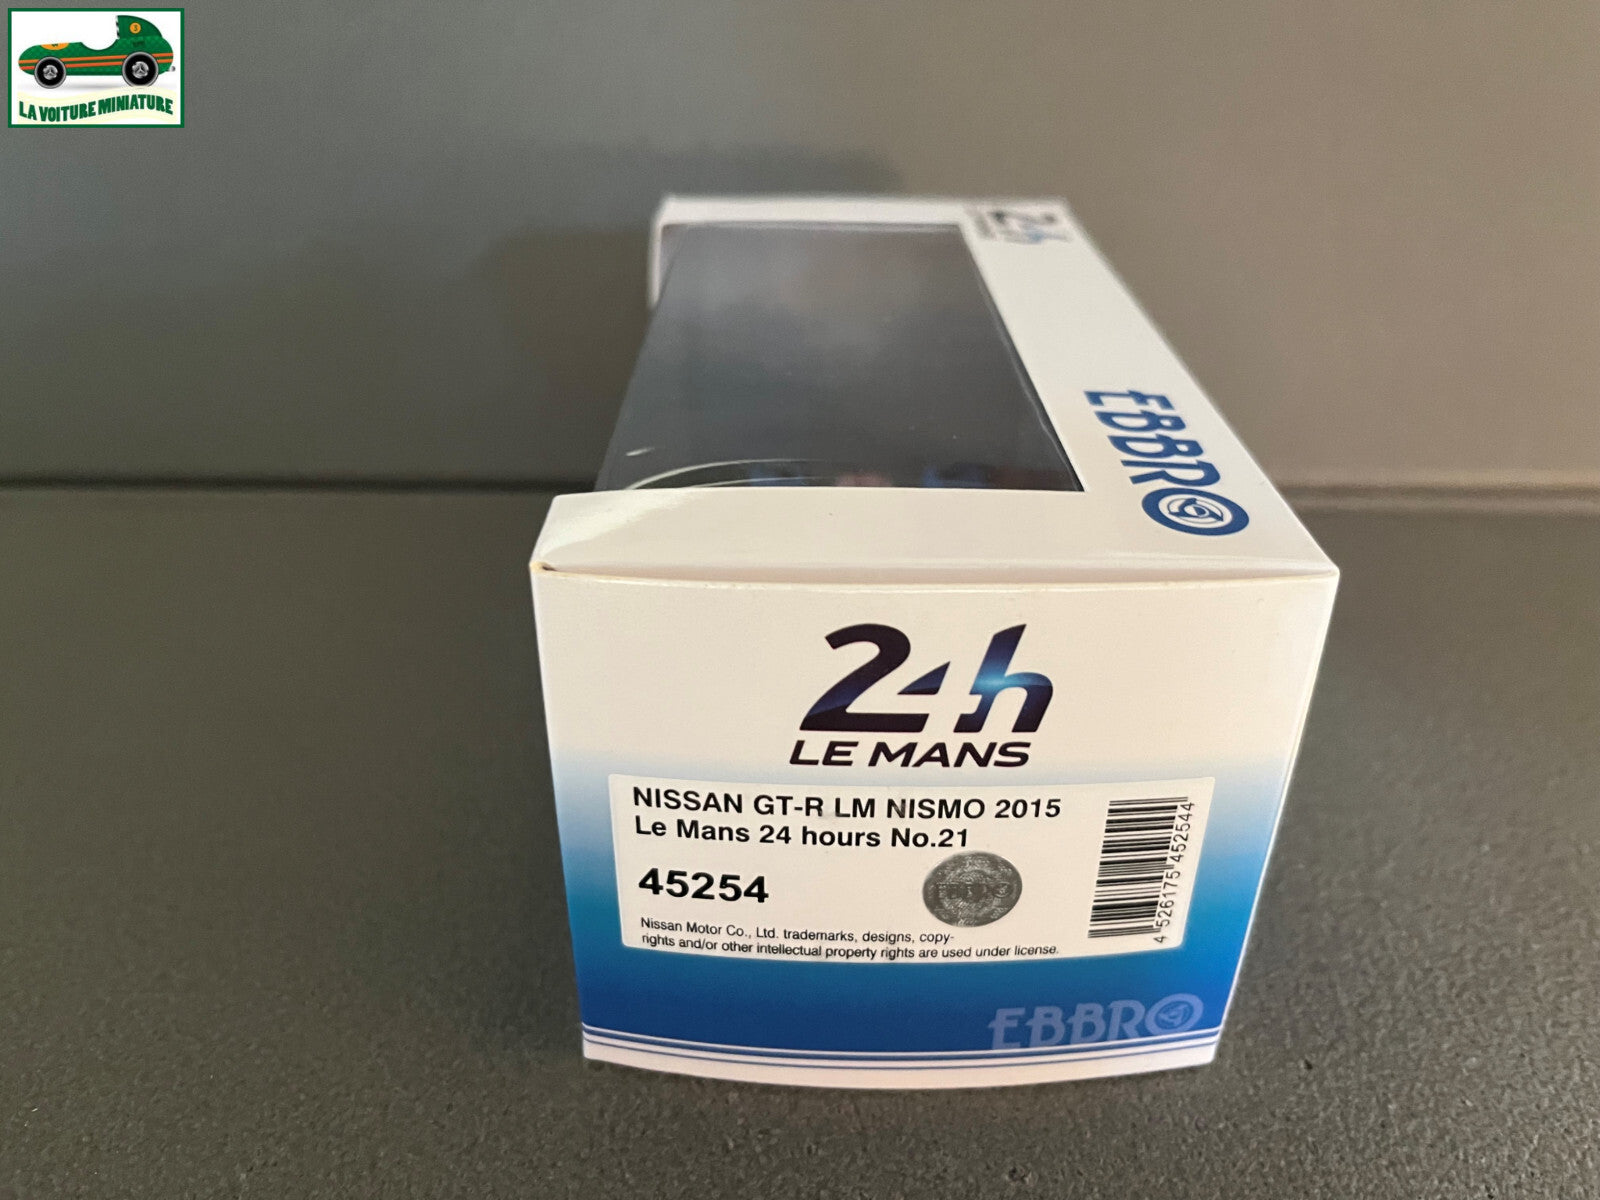 LA VOITURE MINIATURE
24h
EBBRO
24h
LE MANS
NISSAN GT-R LM NISMO 2015
Le Mans 24 hours No.21
45254
EBBRO
Nissan Motor Co., Ltd. trademarks, designs, copy-
rights and/or other intellectual property rights are used under license.
4 526175 452544
EBBRO